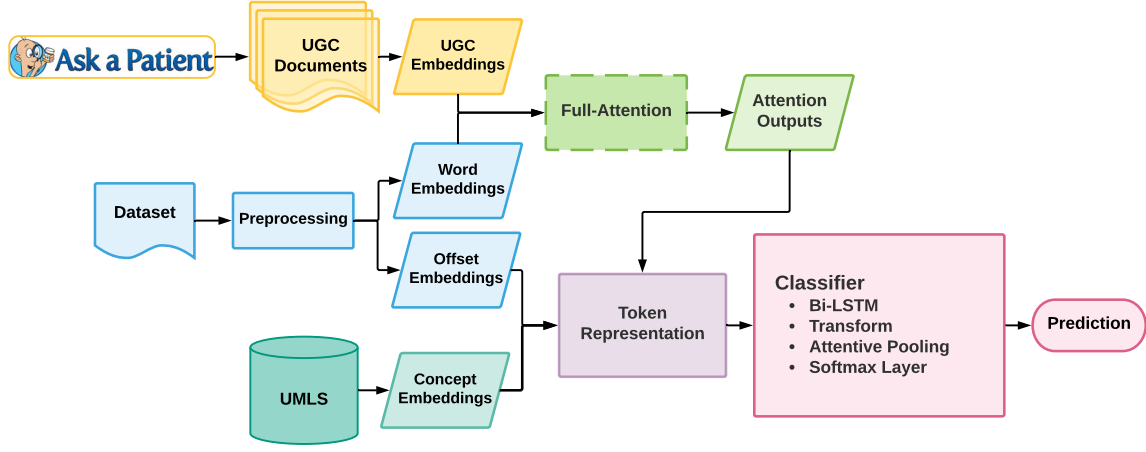 Ask a Patient
UGC
Documents
UGC
Embeddings
Full-Attention
Attention
Outputs
Word
Embeddings
Dataset
Preprocessing
Offset
Embeddings
Token
Representation
Classifier
• Bi-LSTM
• Transform
• Attentive Pooling
• Softmax Layer
Prediction
UMLS
Concept
Embeddings